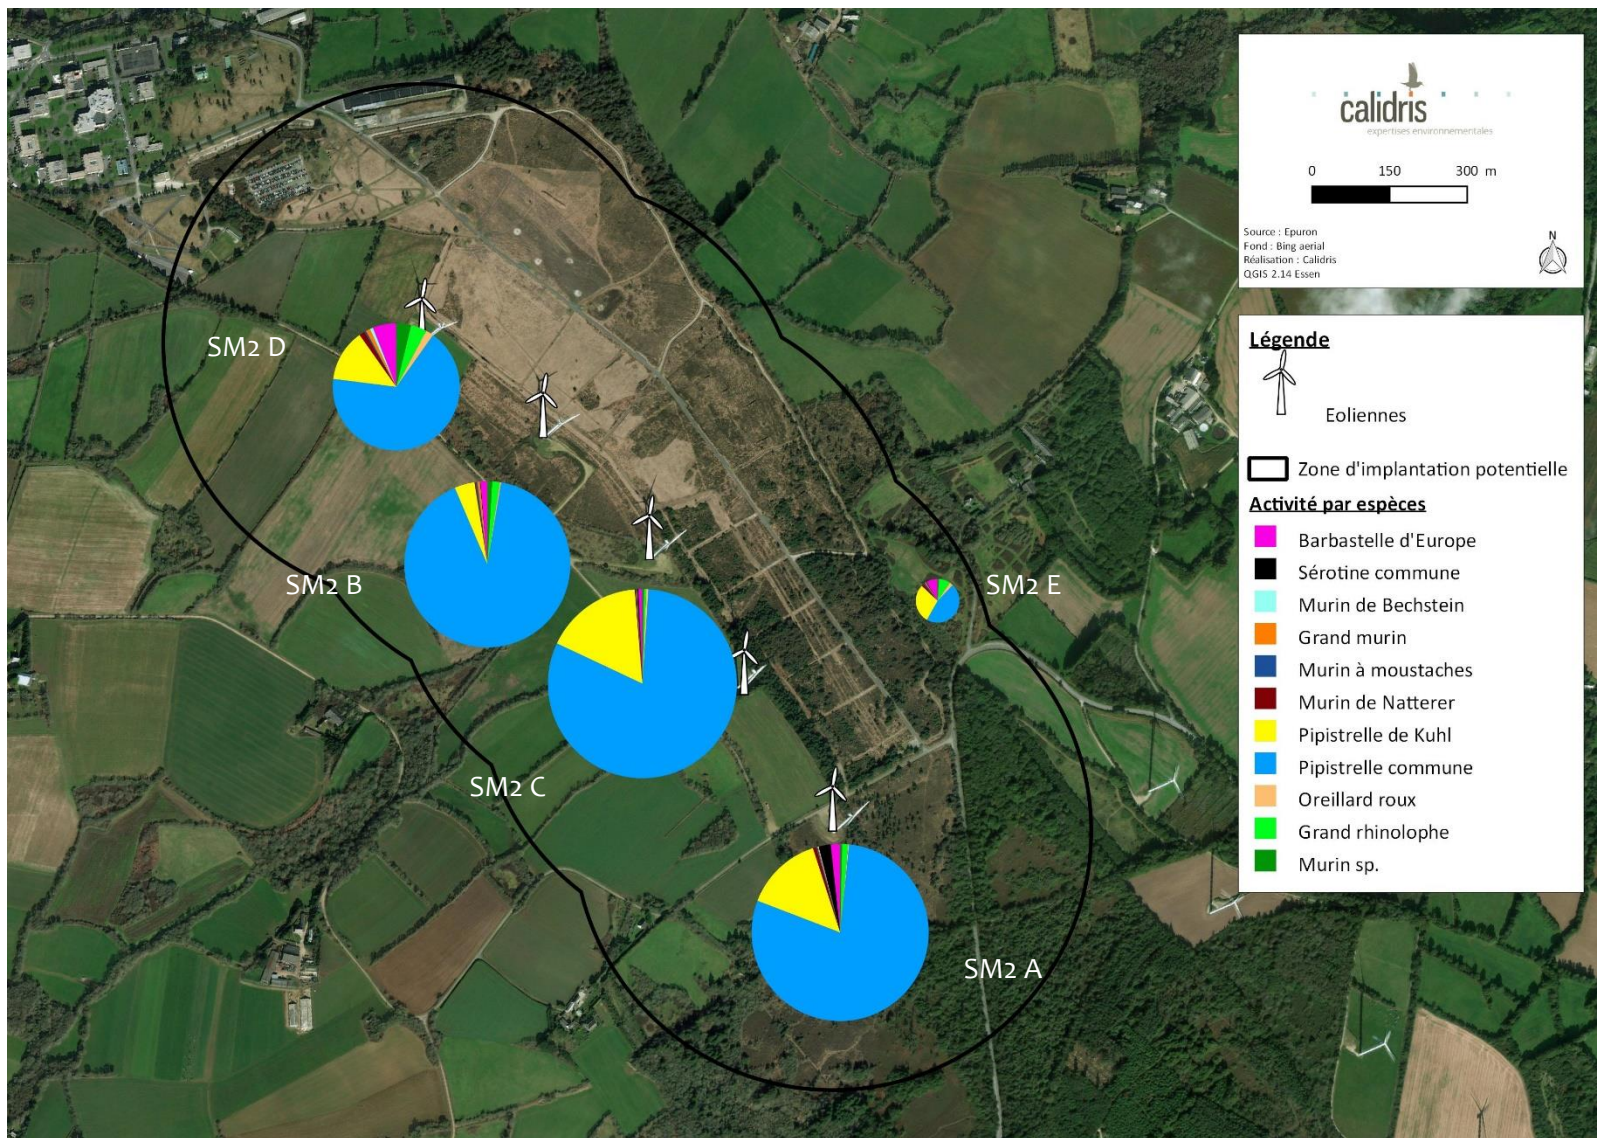 calidris
expertises environnementales
0 150 300 m
Source : Epuron
Fond : Bing aerial
Réalisation : Calidris
QGIS 2.14 Essen
N
Légende
Eoliennes
Zone d'implantation potentielle
Activité par espèces
Barbastelle d'Europe
Sérotine commune
Murin de Bechstein
Grand murin
Murin à moustaches
Murin de Natterer
Pipistrelle de Kuhl
Pipistrelle commune
Oreillard roux
Grand rhinolophe
Murin sp.
SM2 D
SM2 B
SM2 E
SM2 C
SM2 A